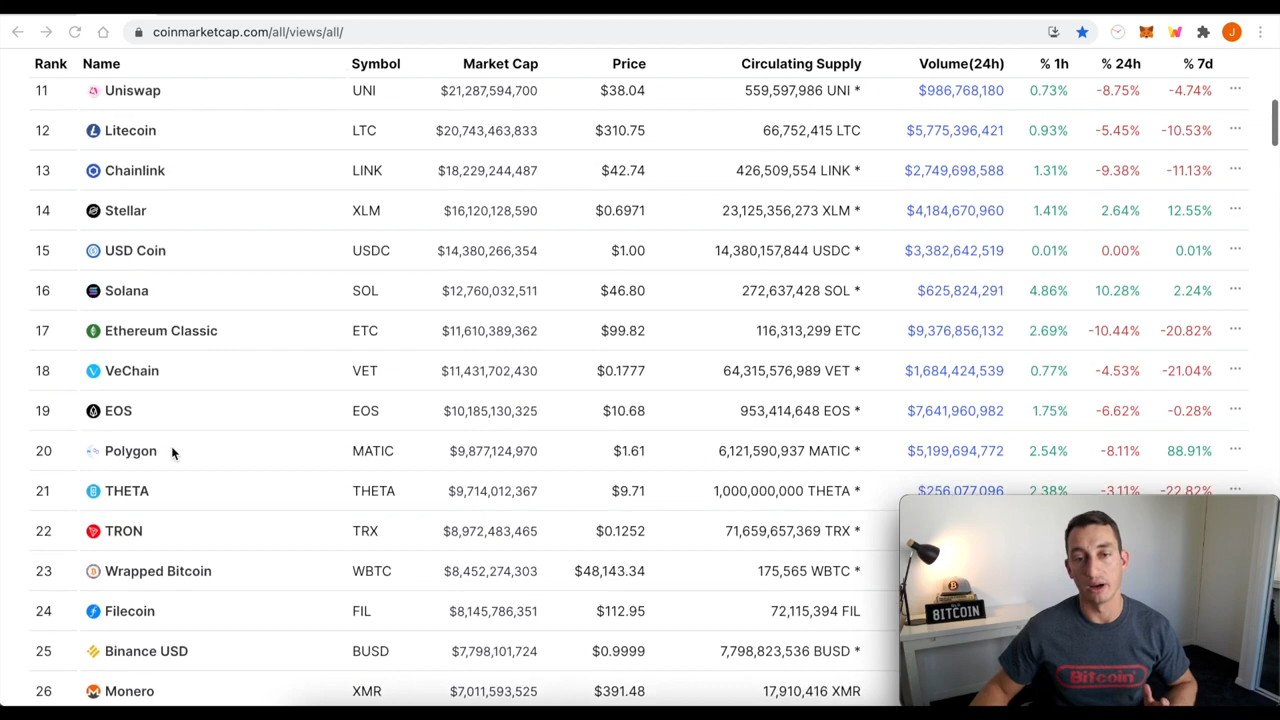 coinmarketcap.com/all/views/all/
J
Rank Name Symbol Market Cap Price Circulating Supply Volume(24h) % 1h % 24h % 7d
11 Uniswap UNI $21,287,594,700 $38.04 559,597,986 UNI * $986,768,180 0.73% -8.75% -4.74%
12 Litecoin LTC $20,743,463,833 $310.75 66,752,415 LTC $5,775,396,421 0.93% -5.45% -10.53%
13 Chainlink LINK $18,229,244,487 $42.74 426,509,554 LINK * $2,749,698,588 1.31% -9.38% -11.13%
14 Stellar XLM $16,120,128,590 $0.6971 23,125,356,273 XLM * $4,184,670,960 1.41% 2.64% 12.55%
15 USD Coin USDC $14,380,266,354 $1.00 14,380,157,844 USDC * $3,382,642,519 0.01% 0.00% 0.01%
16 Solana SOL $12,760,032,511 $46.80 272,637,428 SOL * $625,824,291 4.86% 10.28% 2.24%
17 Ethereum Classic ETC $11,610,389,362 $99.82 116,313,299 ETC $9,376,856,132 2.69% -10.44% -20.82%
18 VeChain VET $11,431,702,430 $0.1777 64,315,576,989 VET * $1,684,424,539 0.77% -4.53% -21.04%
19 EOS EOS $10,185,130,325 $10.68 953,414,648 EOS * $7,641,960,982 1.75% -6.62% -0.28%
20 Polygon MATIC $9,877,124,970 $1.61 6,121,590,937 MATIC * $5,199,694,772 2.54% -8.11% 88.91%
21 THETA THETA $9,714,012,367 $9.71 1,000,000,000 THETA * $256,077,096 2.38% -3.11% -22.82%
22 TRON TRX $8,972,483,465 $0.1252 71,659,657,369 TRX *
23 Wrapped Bitcoin WBTC $8,452,274,303 $48,143.34 175,565 WBTC *
24 Filecoin FIL $8,145,786,351 $112.95 72,115,394 FIL
25 Binance USD BUSD $7,798,101,724 $0.9999 7,798,823,536 BUSD *
26 Monero XMR $7,011,593,525 $391.48 17,910,416 XMR
BITCOIN
Bitcoin